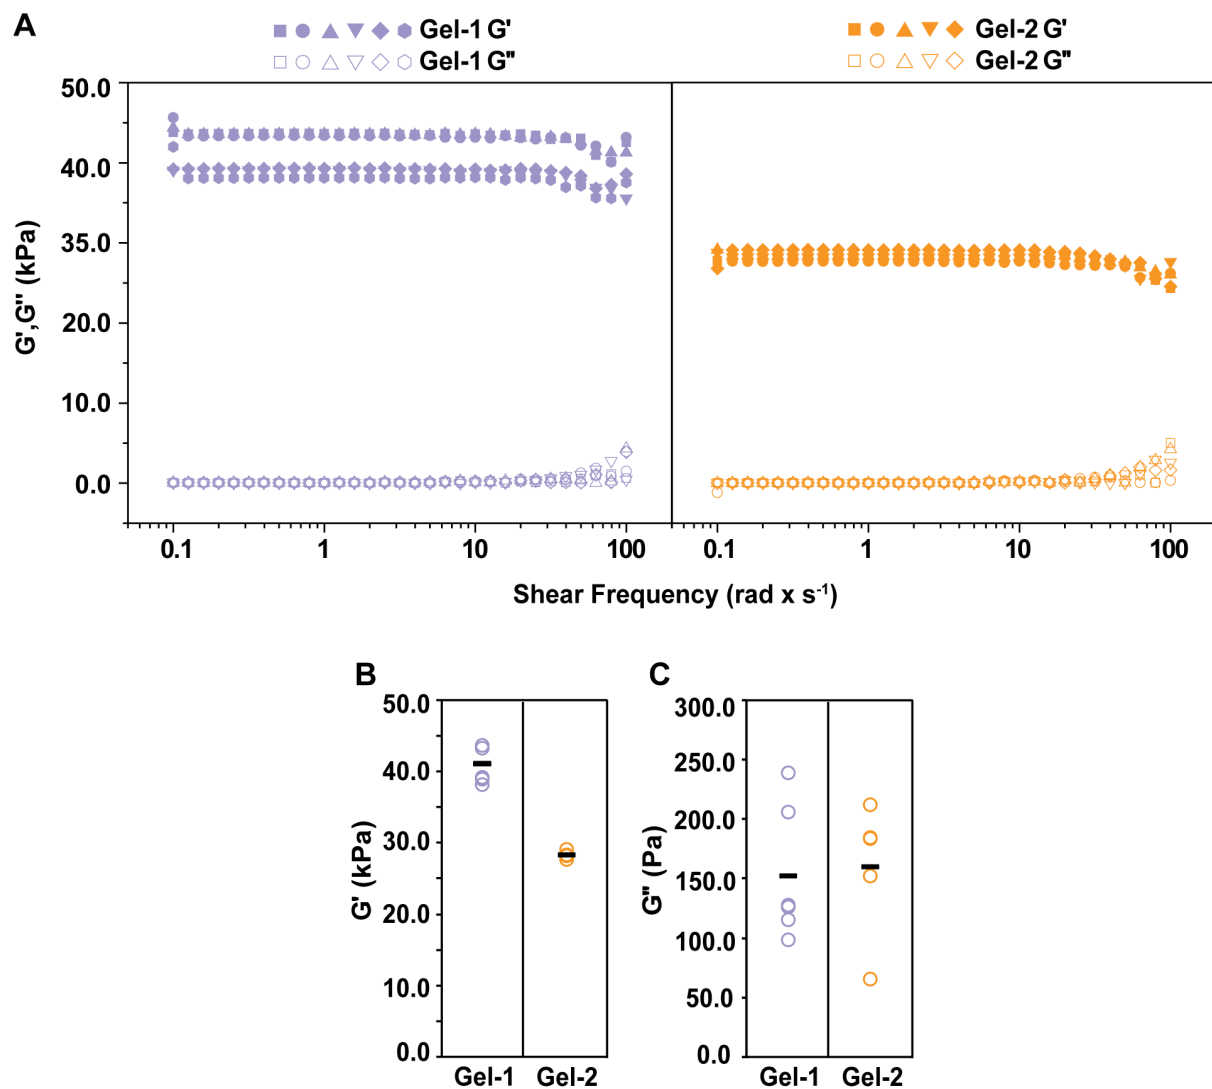 A
Gel-1 G'
Gel-1 G"
Gel-2 G'
Gel-2 G"
50.0
40.0
35.0
20.0
10.0
0.0
G',G" (kPa)
0.1 1 10 100
0.1 1 10 100
Shear Frequency (rad x s⁻¹)
B
50.0
40.0
30.0
20.0
10.0
0.0
G' (kPa)
Gel-1 Gel-2
C
300.0
250.0
200.0
150.0
100.0
50.0
0.0
G" (Pa)
Gel-1 Gel-2